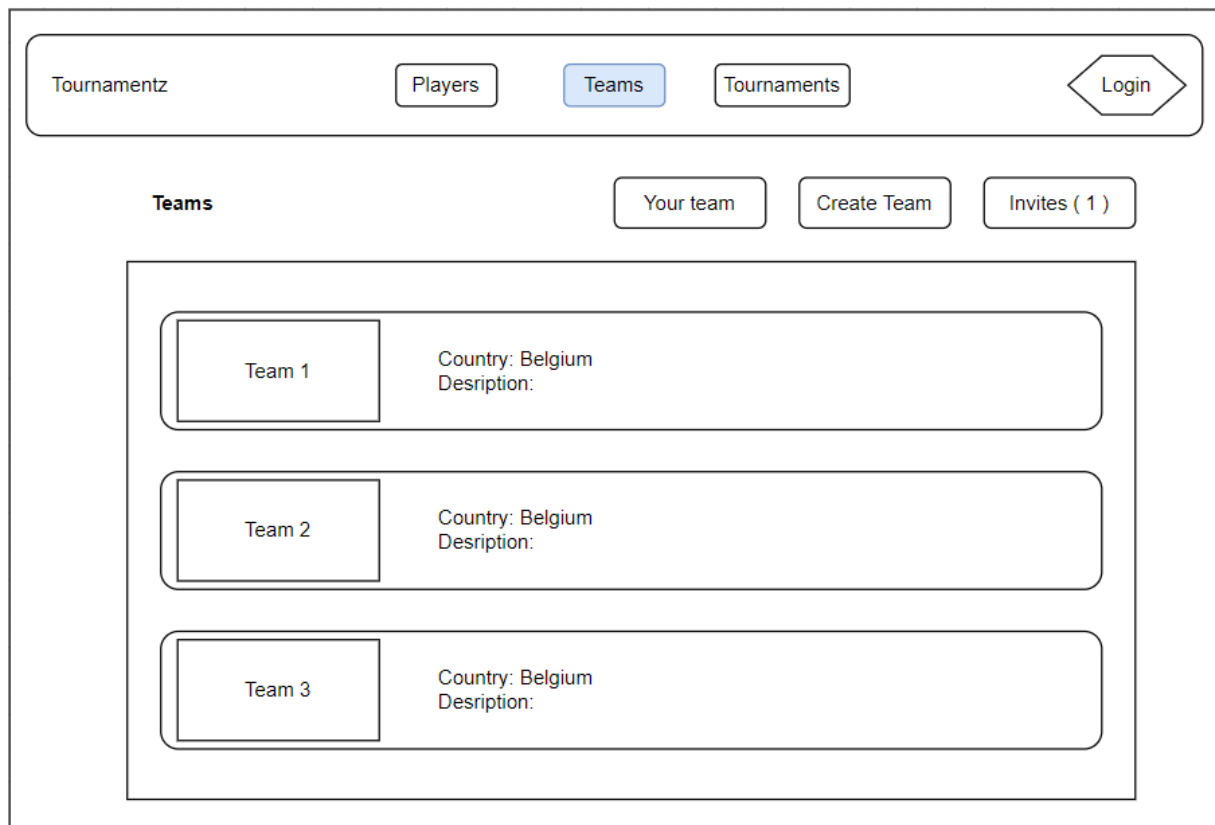 Tournamentz
Players
Teams
Tournaments
Login
Teams
Your team
Create Team
Invites ( 1 )
Team 1
Country: Belgium
Desription:
Team 2
Country: Belgium
Desription:
Team 3
Country: Belgium
Desription: